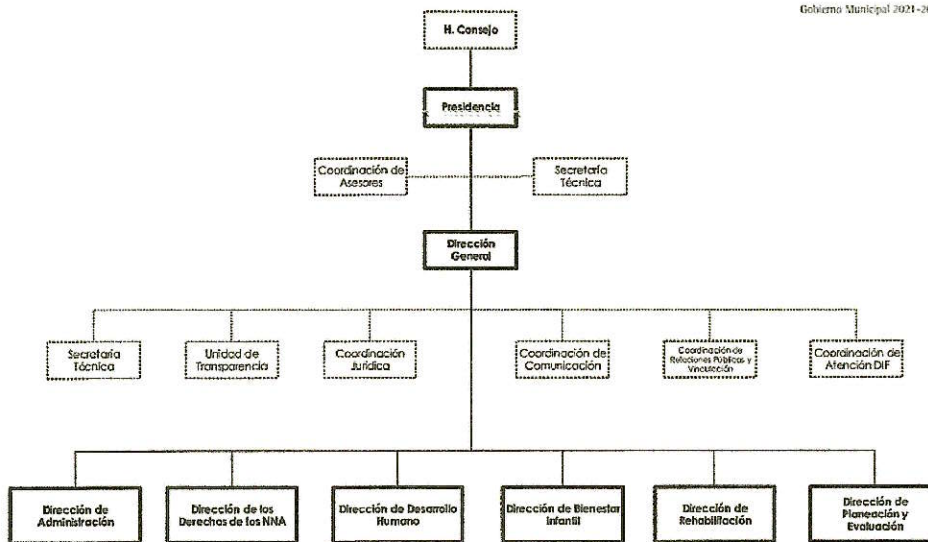 Gobierno Municipal 2021-20
H. Consejo
Presidencia
Coordinación de
Asesores
Secretaría
Técnica
Dirección
General
Secretaría
Técnica
Unidad de
Transparencia
Coordinación
Jurídica
Coordinación de
Comunicación
Coordinación de
Relaciones Públicas y
Vinculación
Coordinación de
Atención DIF
Dirección de
Administración
Dirección de los
Derechos de los NNA
Dirección de Desarrollo
Humano
Dirección de Bienestar
Infantil
Dirección de
Rehabilitación
Dirección de
Planeación y
Evaluación